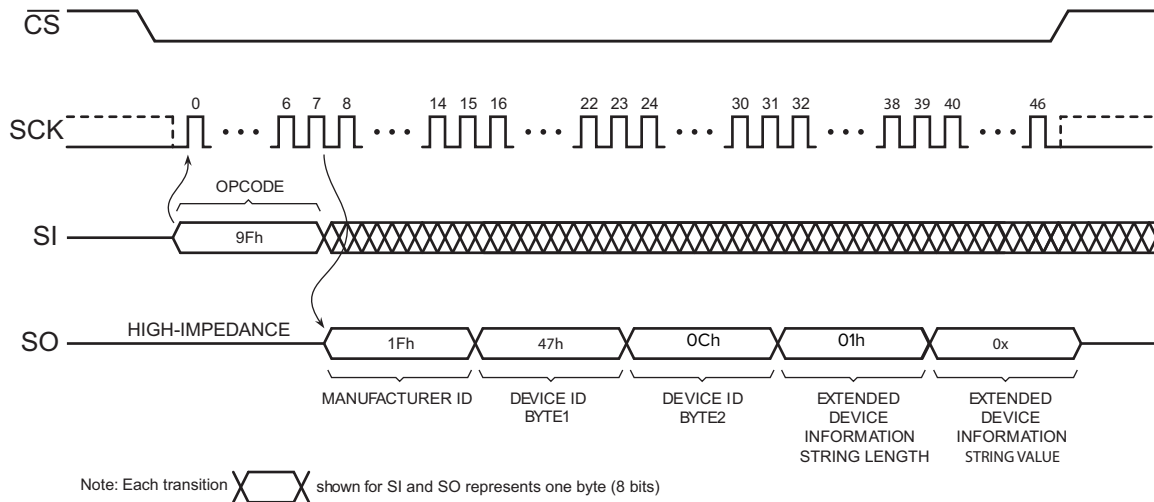 CS
0 6 7 8 14 15 16 22 23 24 30 31 32 38 39 40 46
SCK
OPCODE
SI
9Fh
HIGH-IMPEDANCE
SO
1Fh 47h 0Ch 01h 0x
MANUFACTURER ID
DEVICE ID
BYTE1
DEVICE ID
BYTE2
EXTENDED
DEVICE
INFORMATION
STRING LENGTH
EXTENDED
DEVICE
INFORMATION
STRING VALUE
Note: Each transition shown for SI and SO represents one byte (8 bits)